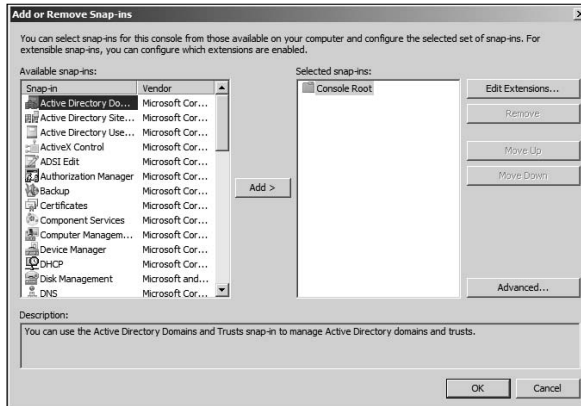 Add or Remove Snap-ins
You can select snap-ins for this console from those available on your computer and configure the selected set of snap-ins. For
extensible snap-ins, you can configure which extensions are enabled.
Available snap-ins:
Selected snap-ins:
Snap-in Vendor
Active Directory Do... Microsoft Cor...
Active Directory Site... Microsoft Cor...
Active Directory Use... Microsoft Cor...
ActiveX Control Microsoft Cor...
ADSI Edit Microsoft Cor...
Authorization Manager Microsoft Cor...
Backup Microsoft Cor...
Certificates Microsoft Cor...
Component Services Microsoft Cor...
Computer Managem... Microsoft Cor...
Device Manager Microsoft Cor...
DHCP Microsoft Cor...
Disk Management Microsoft and...
DNS Microsoft Cor...
Add >
Console Root
Edit Extensions...
Remove
Move Up
Move Down
Advanced...
Description:
You can use the Active Directory Domains and Trusts snap-in to manage Active Directory domains and trusts.
OK Cancel